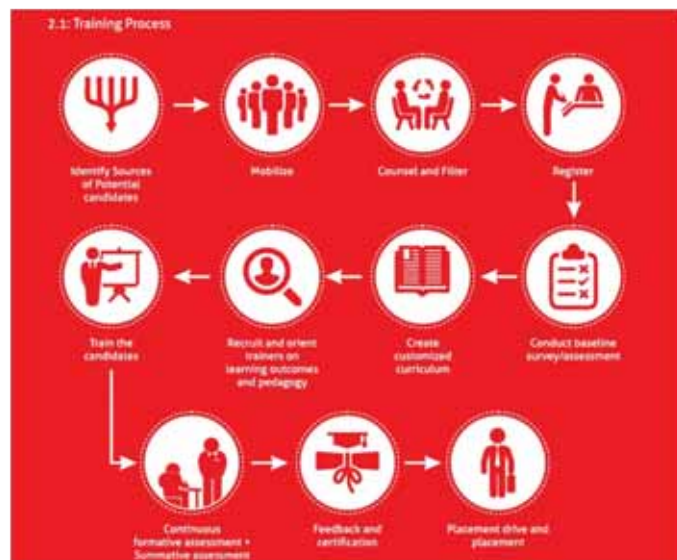 2.1: Training Process
Identify Sources
of Potential
candidates
Mobilize
Counsel and Filter
Register
Train the
candidates
Recruit and orient
trainers on
learning outcomes
and pedagogy
Create
customized
curriculum
Conduct baseline
survey/assessment
Continuous
formative assessment +
Summative assessment
Feedback and
certification
Placement drive and
placement